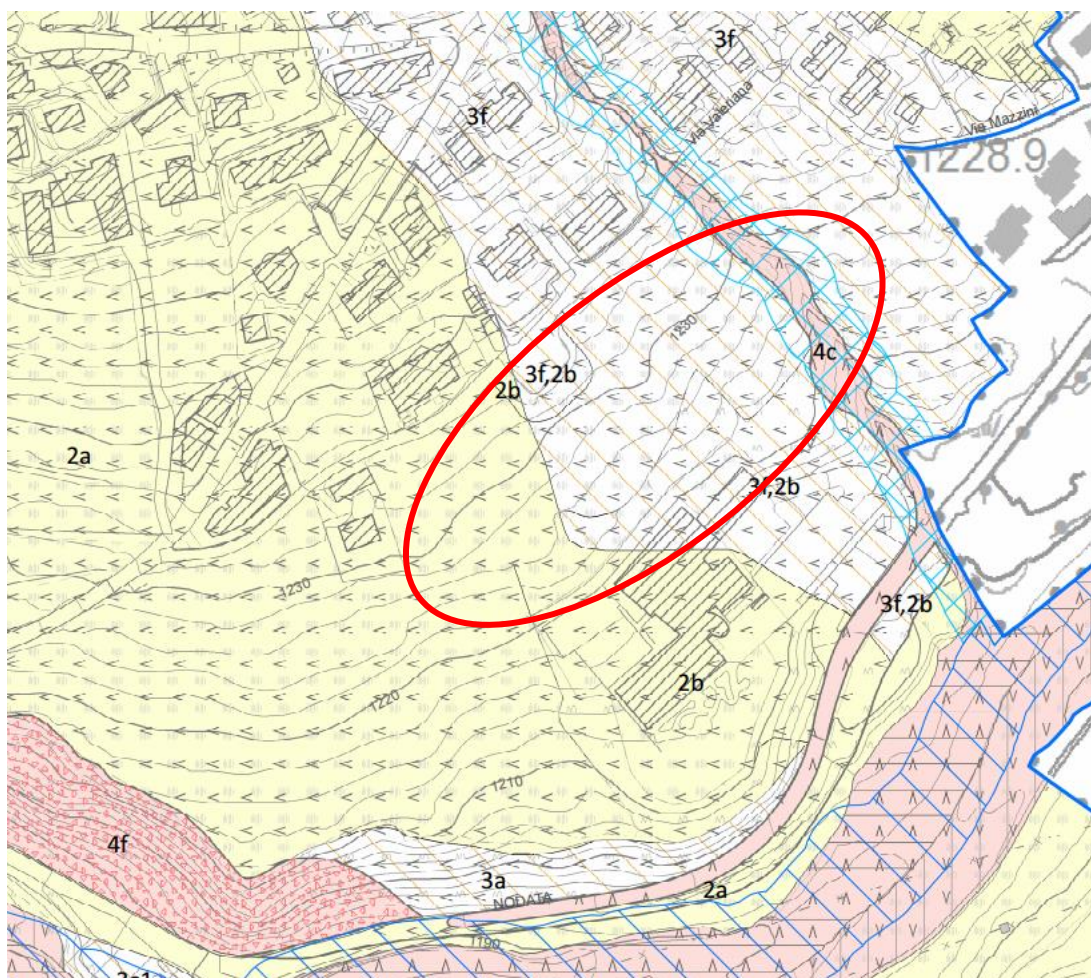 3f
3f
Via Valeriana
Via Mazzini
1228.9
1230
4c
3f,2b
2b
2a
3f,2b
1230
3f,2b
2b
1220
1210
4f
3a
2a
NODATA
1190